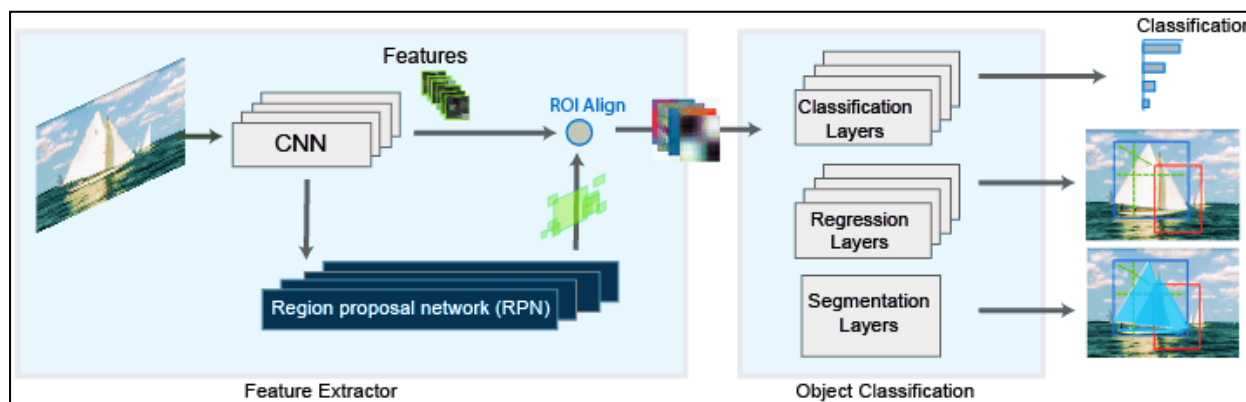 Classification
Features
ROI Align
CNN
Classification
Layers
Regression
Layers
Region proposal network (RPN)
Segmentation
Layers
Feature Extractor
Object Classification